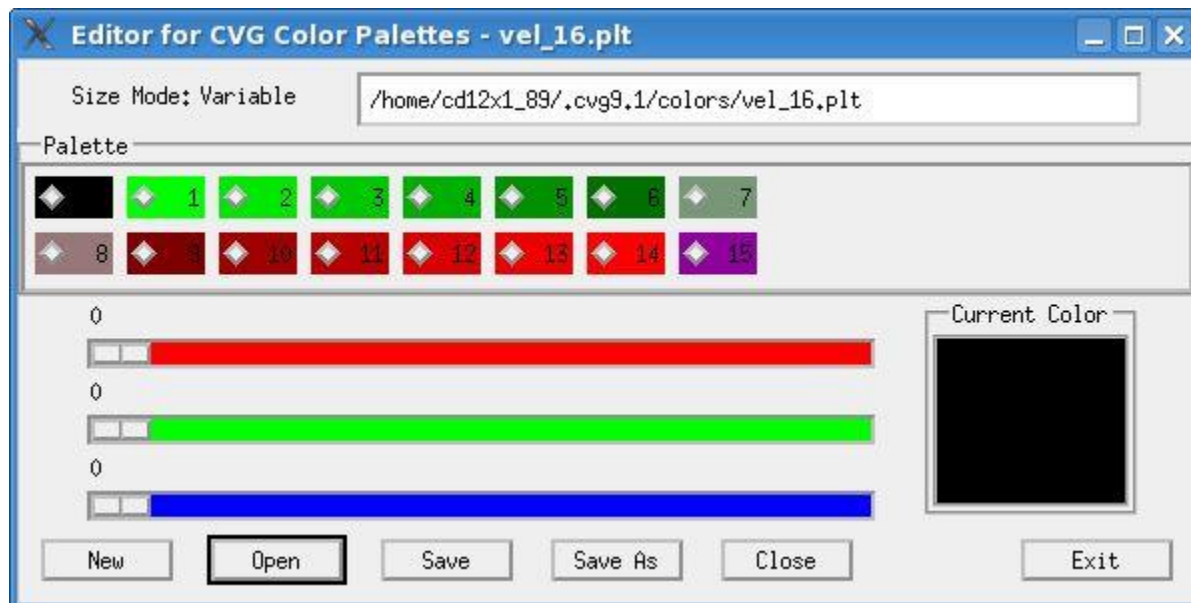 Editor for CVG Color Palettes - vel_16.plt
Size Mode: Variable /home/cd12x1_89/.cvg9.1/colors/vel_16.plt
Palette
1 2 3 4 5 6 7
8 9 10 11 12 13 14 15
0
Current Color
0
0
New Open Save Save As Close Exit